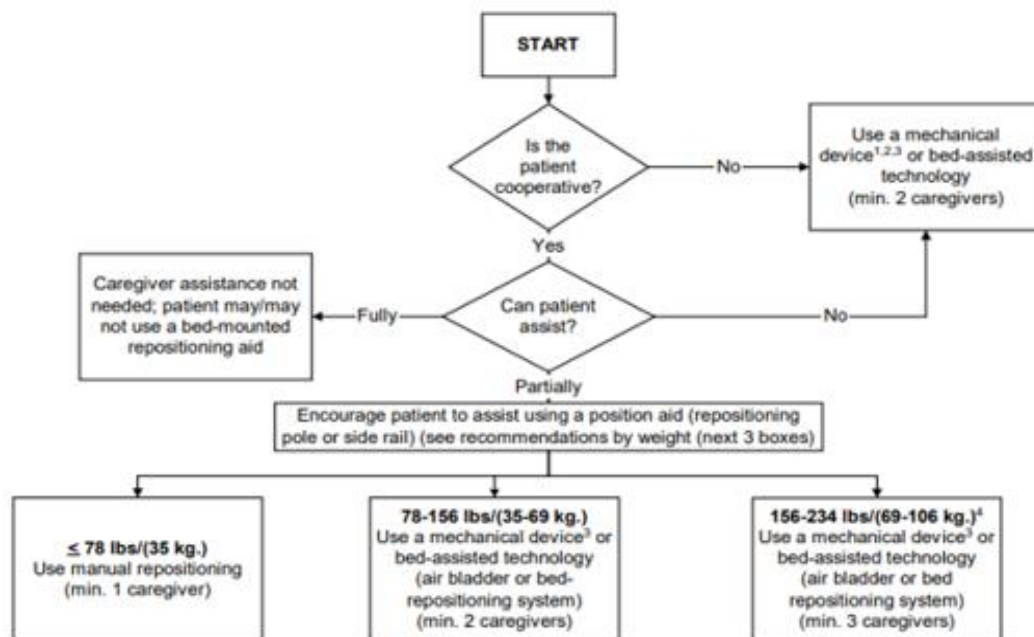 START
Is the
patient
cooperative?
No
Use a mechanical
device1,2,3 or bed-assisted
technology
(min. 2 caregivers)
Yes
Caregiver assistance not
needed; patient may/may
not use a bed-mounted
repositioning aid
Fully
Can patient
assist?
No
Partially
Encourage patient to assist using a position aid (repositioning
pole or side rail) (see recommendations by weight (next 3 boxes)
≤ 78 lbs/(35 kg.)
Use manual repositioning
(min. 1 caregiver)
78-156 lbs/(35-69 kg.)
Use a mechanical device3 or
bed-assisted technology
(air bladder or bed-
repositioning system)
(min. 2 caregivers)
156-234 lbs/(69-106 kg.)4
Use a mechanical device3 or
bed-assisted technology
(air bladder or bed
repositioning system)
(min. 3 caregivers)